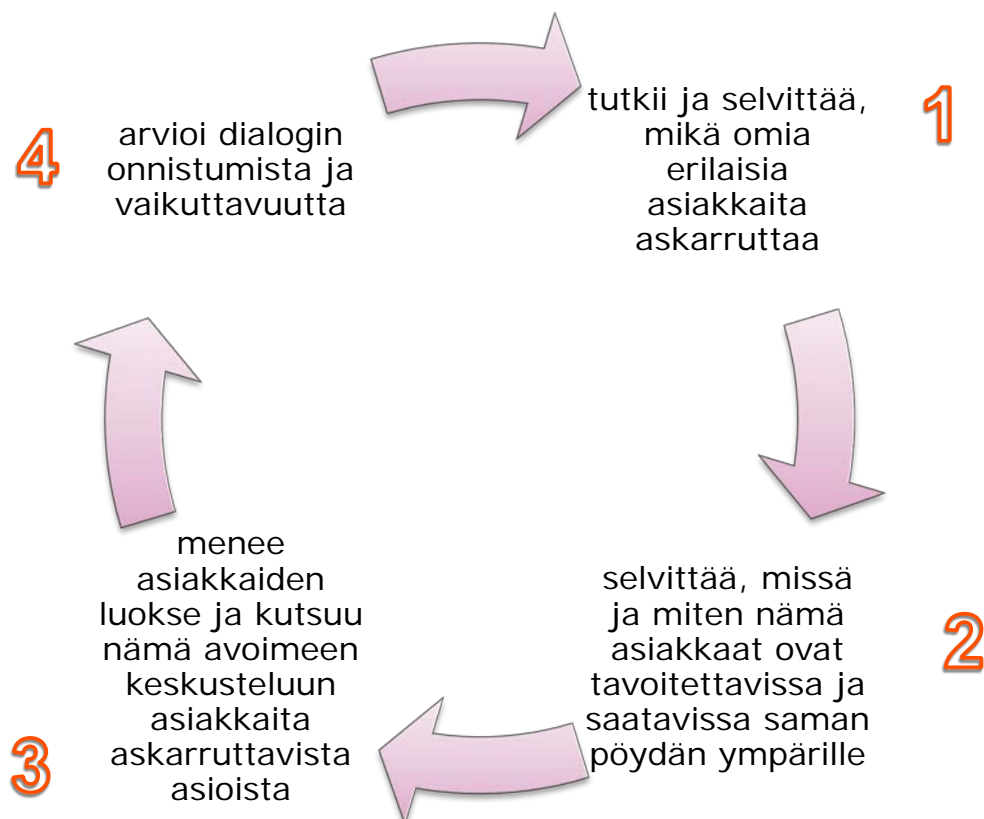 1
tutkii ja selvittää,
mikä omia
erilaisia
asiakkaita
askarruttaa
2
selvittää, missä
ja miten nämä
asiakkaat ovat
tavoitettavissa ja
saatavissa saman
pöydän ympärille
3
menee
asiakkaiden
luokse ja kutsuu
nämä avoimeen
keskusteluun
asiakkaita
askarruttavista
asioista
4
arvioi dialogin
onnistumista ja
vaikuttavuutta